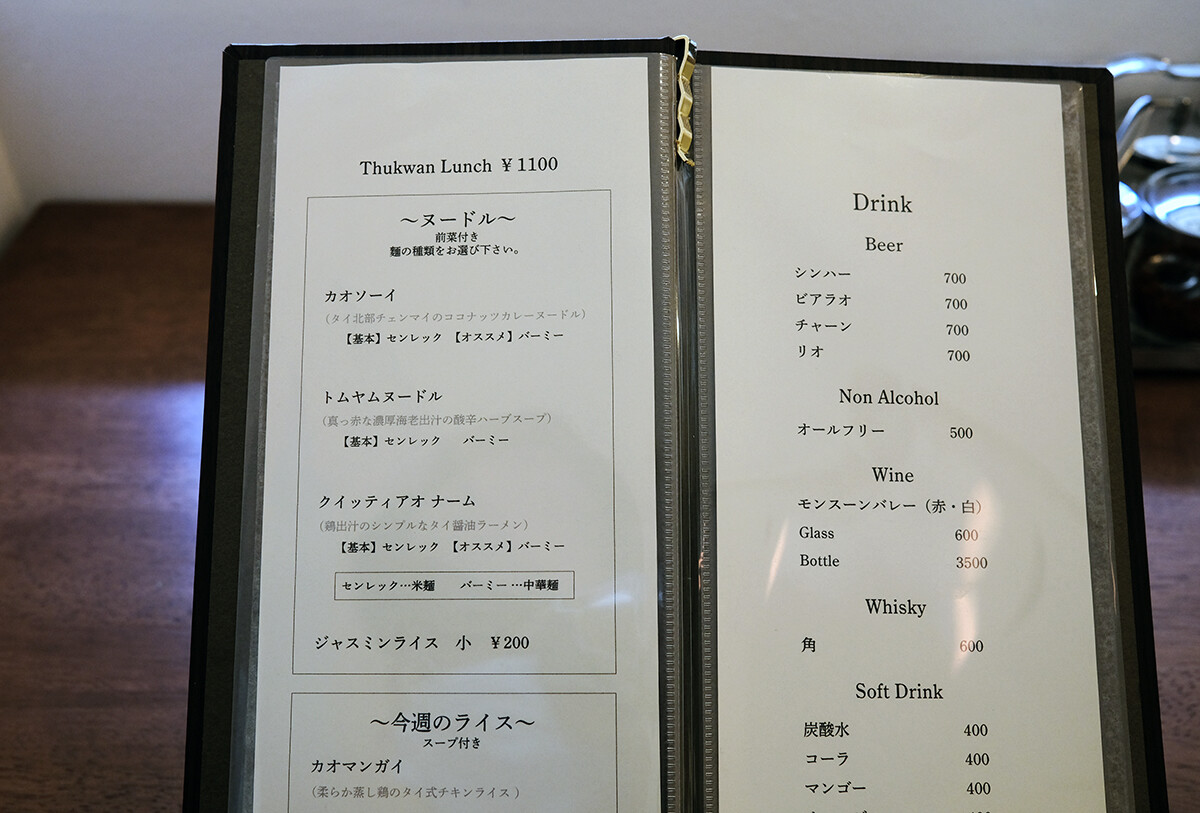 Thukwan Lunch ¥1100
～ヌードル～
前菜付き
麺の種類をお選び下さい。
カオソーイ
（タイ北部チェンマイのココナッツカレーヌードル）
【基本】センレック 【オススメ】バーミー
トムヤムヌードル
（真っ赤な濃厚海老出汁の酸辛ハーブスープ）
【基本】センレック バーミー
クイッティアオ ナーム
（鶏出汁のシンプルなタイ醤油ラーメン）
【基本】センレック 【オススメ】バーミー
センレック…米麺 バーミー …中華麺
ジャスミンライス 小 ¥200
～今週のライス～
スープ付き
カオマンガイ
（柔らか蒸し鶏のタイ式チキンライス ）
Drink
Beer
シンハー 700
ビアラオ 700
チャーン 700
リオ 700
Non Alcohol
オールフリー 500
Wine
モンスーンバレー（赤・白）
Glass 600
Bottle 3500
Whisky
角 600
Soft Drink
炭酸水 400
コーラ 400
マンゴー 400